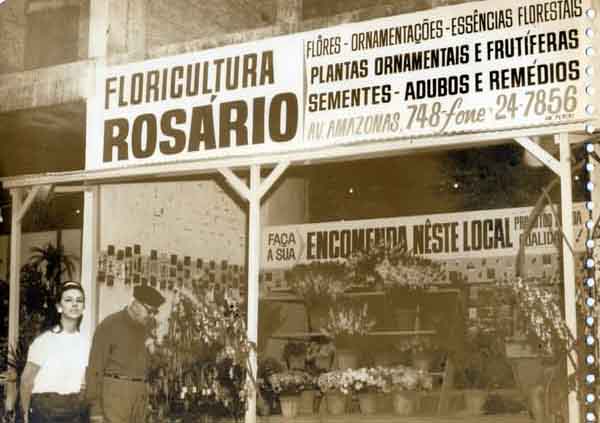 FLORICULTURA
ROSÁRIO
FLÔRES - ORNAMENTAÇÕES - ESSÊNCIAS FLORESTAIS
PLANTAS ORNAMENTAIS E FRUTÍFERAS
SEMENTES - ADUBOS E REMÉDIOS
AV. AMAZONAS, 748 - fone 24-7856
FAÇA
A SUA
ENCOMENDA NÊSTE LOCAL